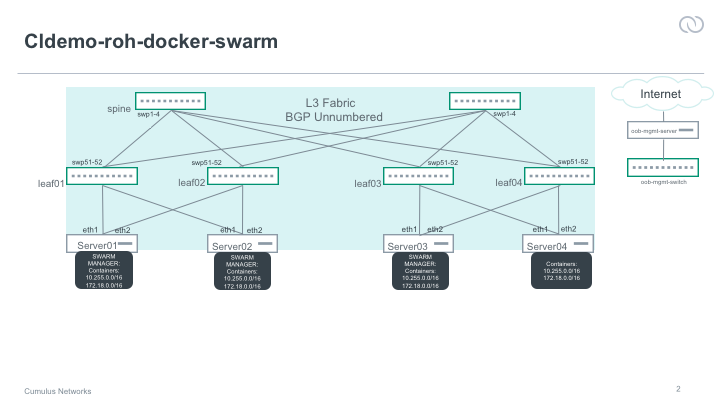 Cldemo-roh-docker-swarm
Internet
L3 Fabric
BGP Unnumbered
spine
swp1-4
swp1-4
oob-mgmt-server
swp51-52
swp51-52
swp51-52
swp51-52
leaf01
leaf02
leaf03
leaf04
oob-mgmt-switch
eth1
eth2
eth1
eth2
eth1
eth2
eth1
eth2
Server01
Server02
Server03
Server04
SWARM
MANAGER:
Containers:
10.255.0.0/16
172.18.0.0/16
SWARM
MANAGER:
Containers:
10.255.0.0/16
172.18.0.0/16
SWARM
MANAGER:
Containers:
10.255.0.0/16
172.18.0.0/16
Containers:
10.255.0.0/16
172.18.0.0/16
Cumulus Networks
2